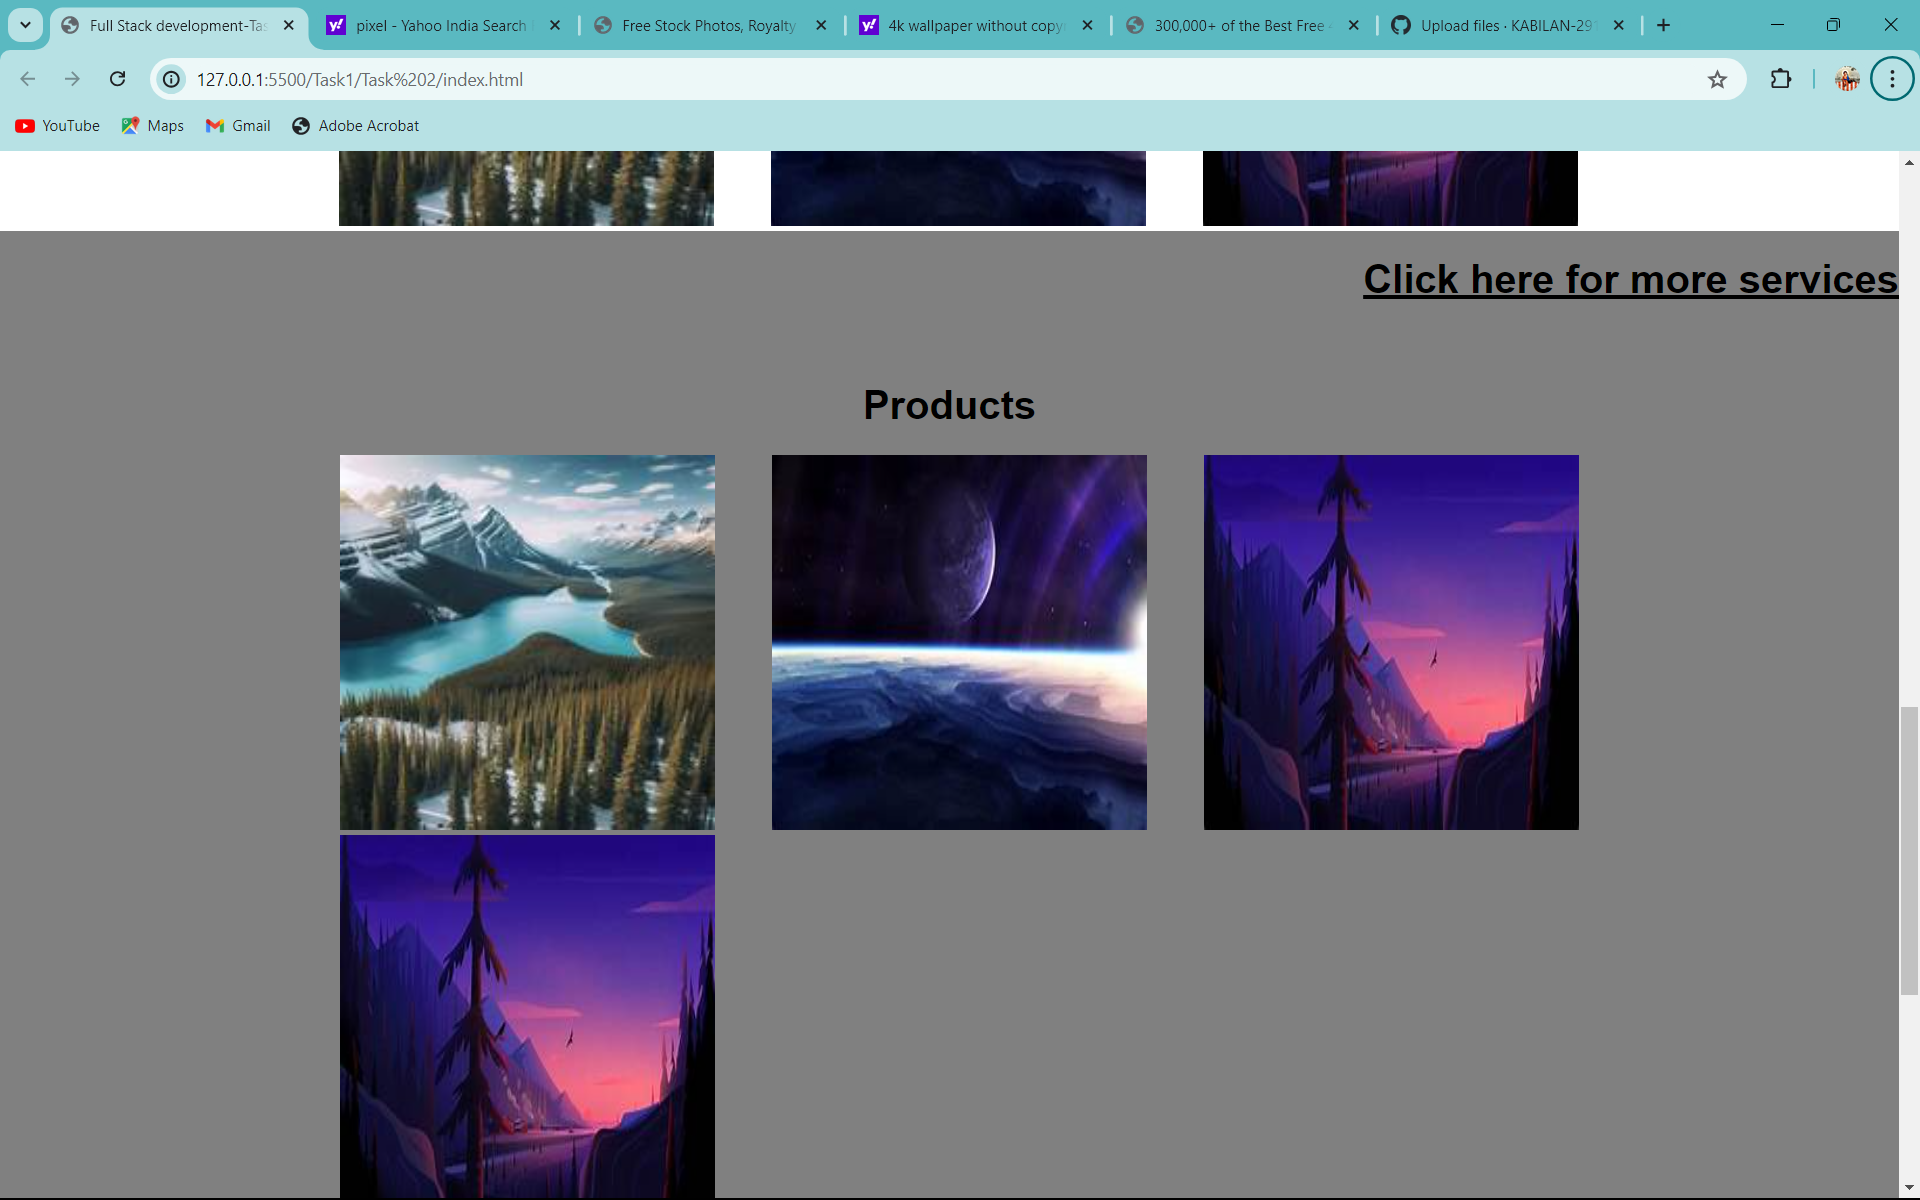 Full Stack development-Tas
pixel - Yahoo India Search
Free Stock Photos, Royalty
4k wallpaper without copy
300,000+ of the Best Free
Upload files · KABILAN-29
127.0.0.1:5500/Task1/Task%202/index.html
YouTube
Maps
Gmail
Adobe Acrobat
Click here for more services
Products